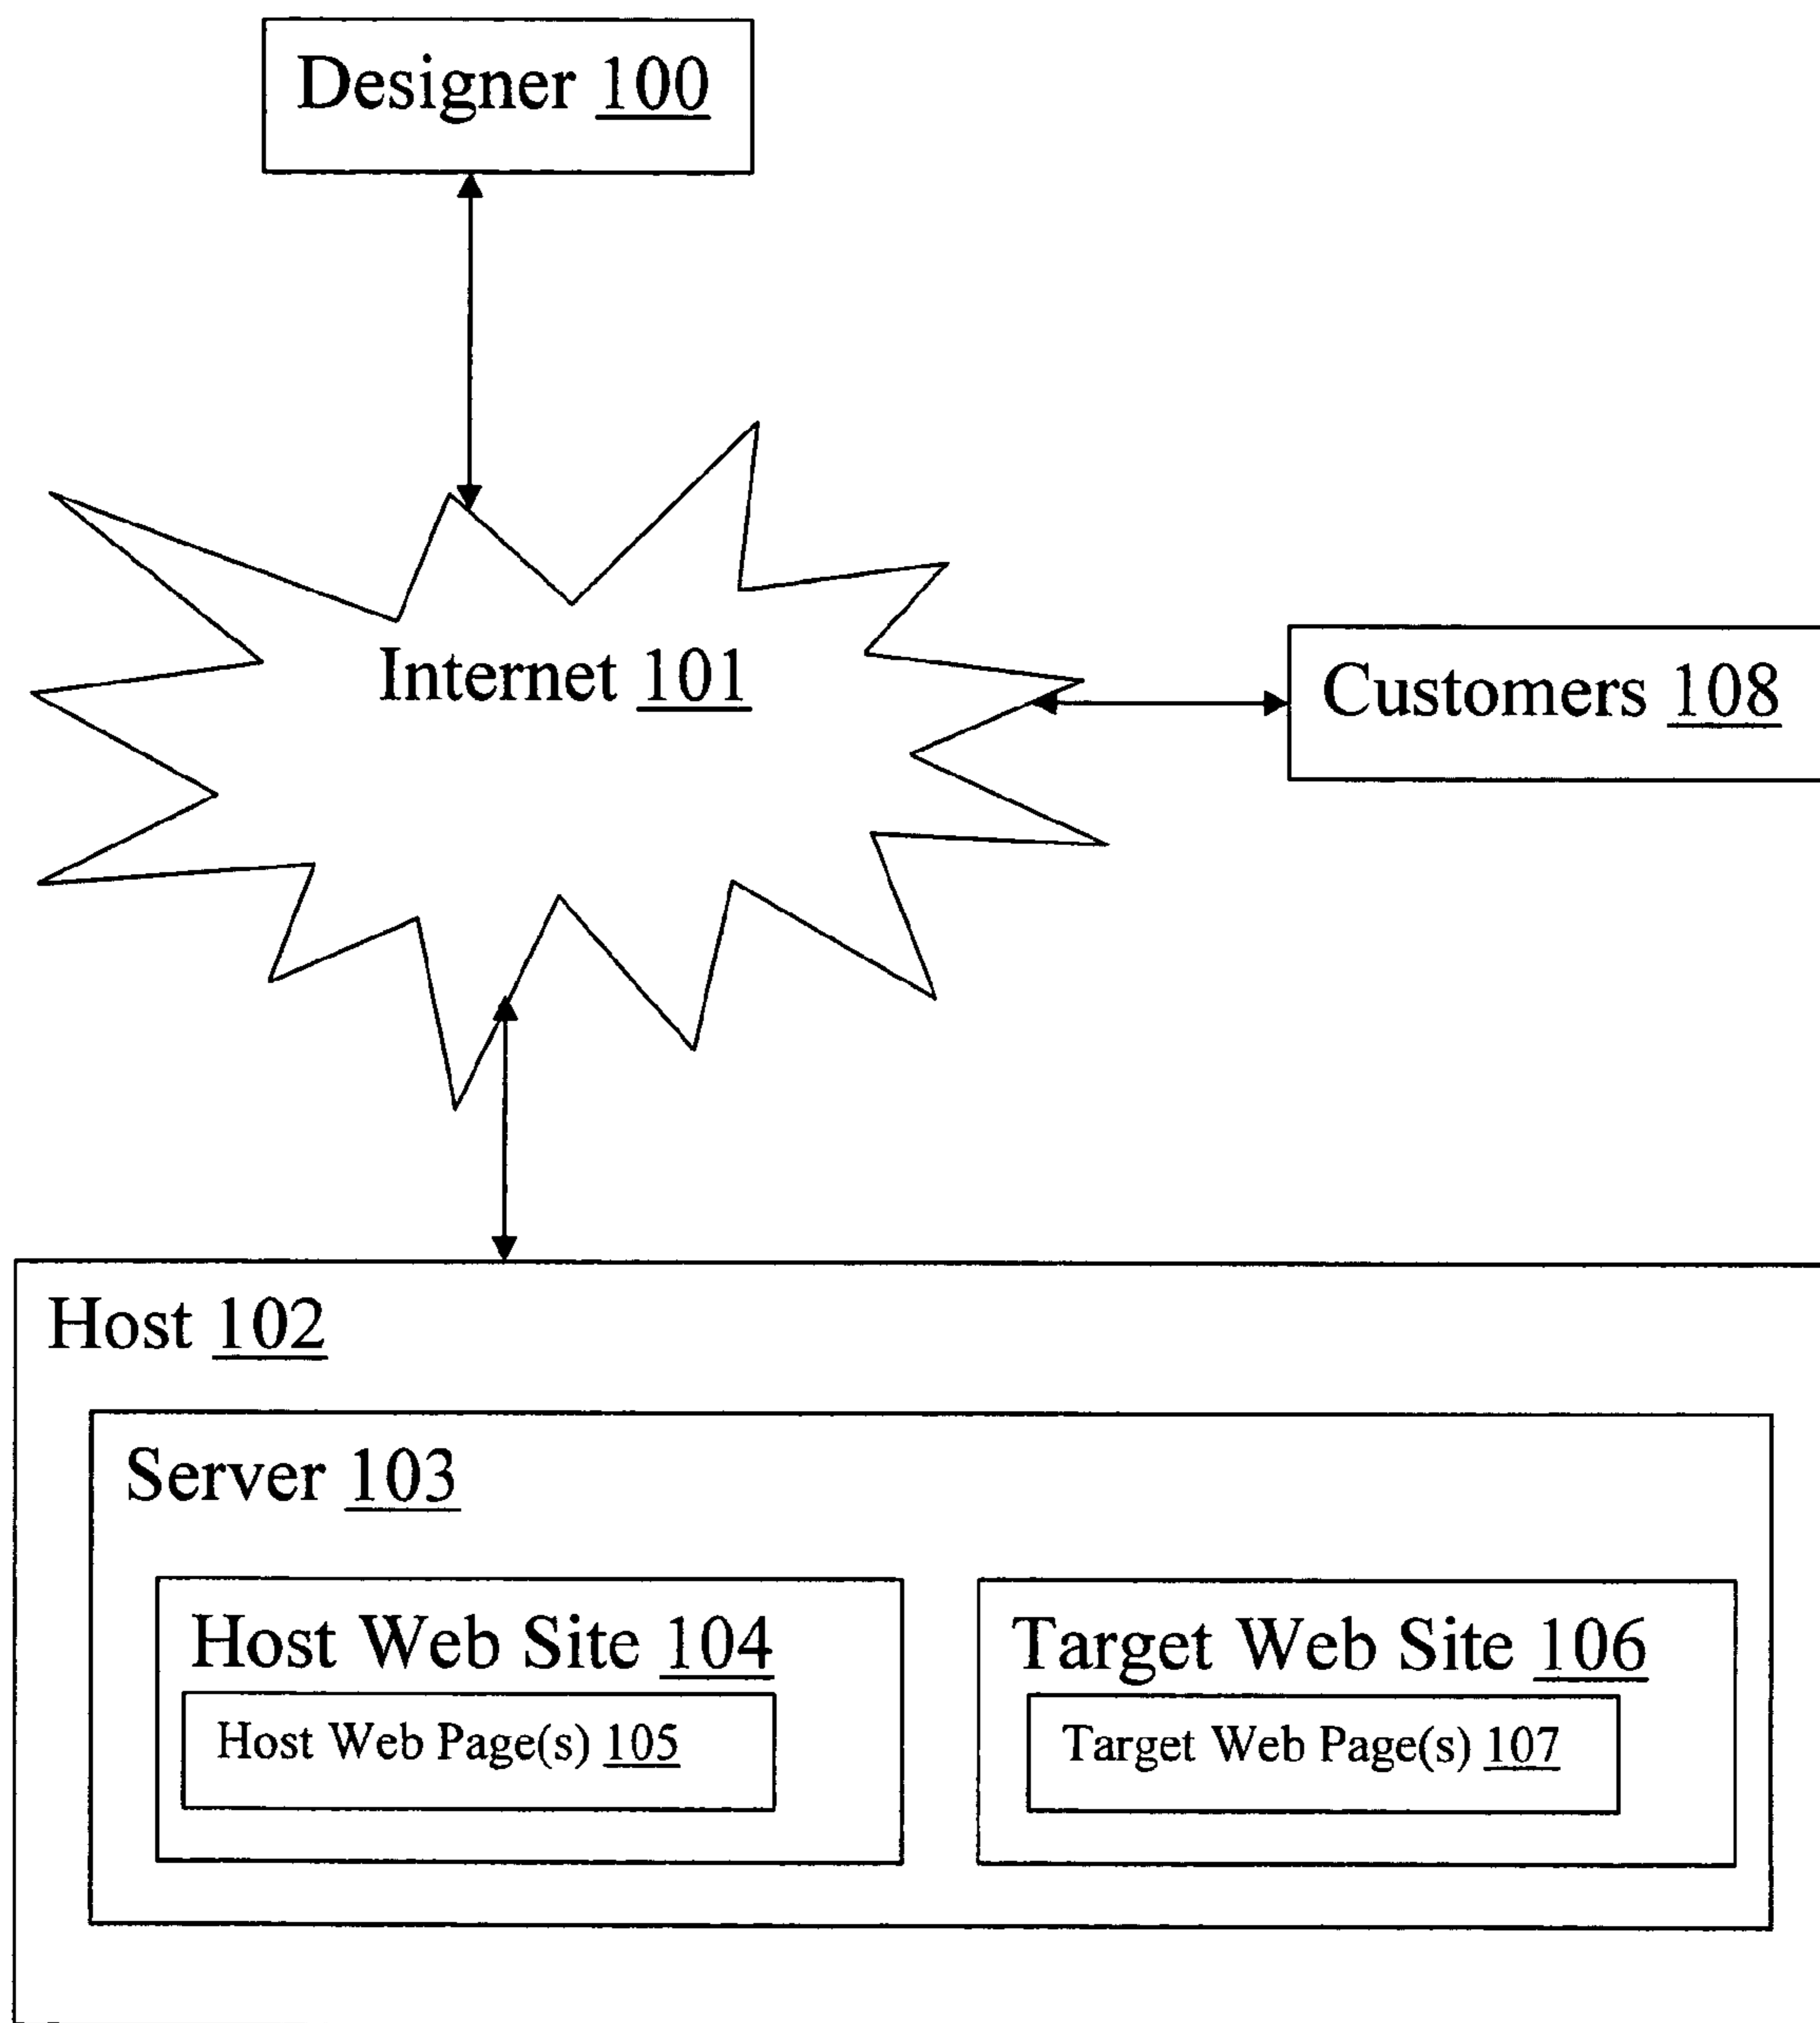 Designer 100
Internet 101
Customers 108
Host 102
Server 103
Host Web Site 104
Target Web Site 106
Host Web Page(s) 105
Target Web Page(s) 107